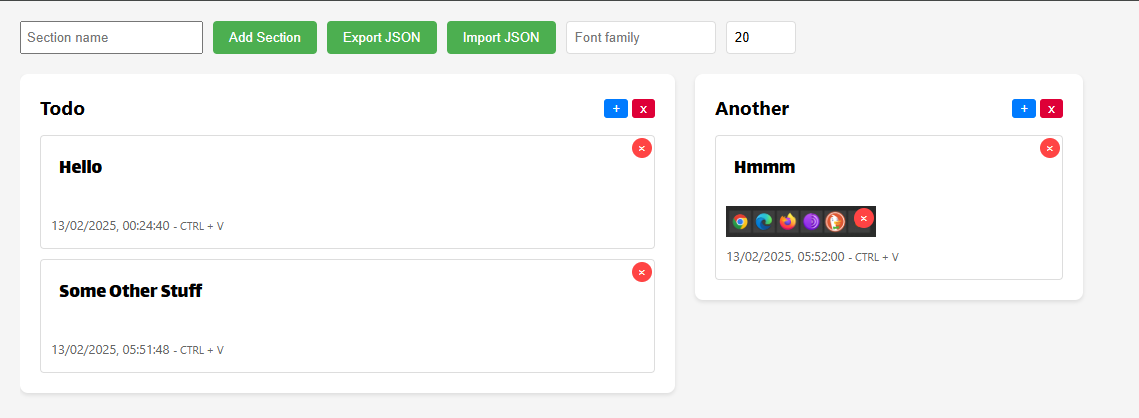 Section name Add Section Export JSON Import JSON Font family 20
Todo + x
Hello ×
13/02/2025, 00:24:40 - CTRL + V
Some Other Stuff ×
13/02/2025, 05:51:48 - CTRL + V
Another + x
Hmmm ×
×
13/02/2025, 05:52:00 - CTRL + V